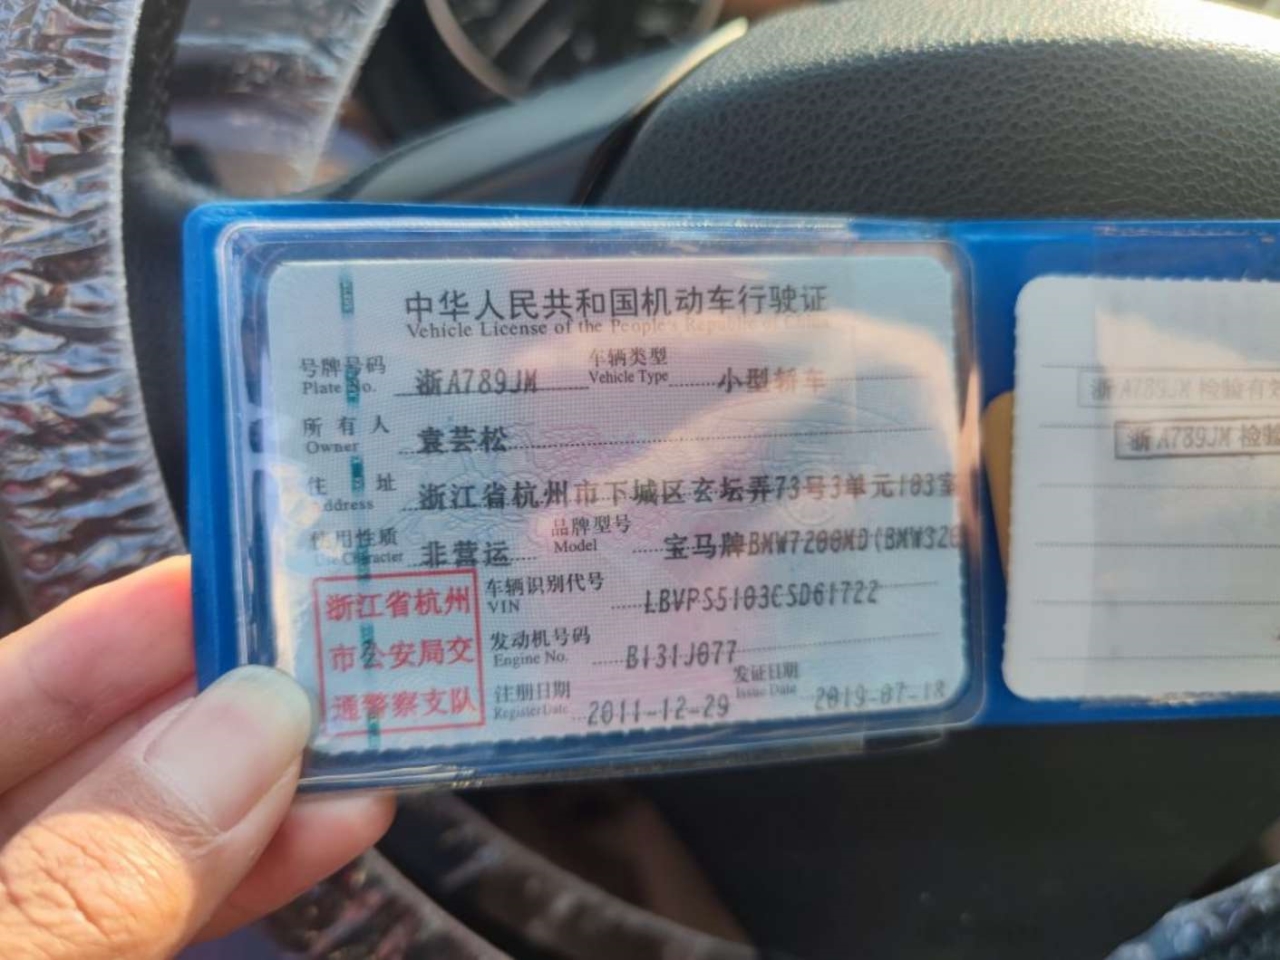 中华人民共和国机动车行驶证
Vehicle License of the People's Republic of China
号牌号码 浙A789JM 车辆类型 小型轿车
Plate No. Vehicle Type
所有人 袁芸松
Owner
住址 浙江省杭州市下城区玄坛弄73号3单元103室
Address
使用性质 非营运 品牌型号 宝马牌BMW7200MD(BMW320
Use Character Model
浙江省杭州
市公安局交
通警察支队
车辆识别代号 LBVPS5103CSD61722
VIN
发动机号码 B131J077
Engine No.
注册日期 2011-12-29 发证日期 2019-07-18
Register Date Issue Date
浙A789JM 检验有效
浙A789JM 检验